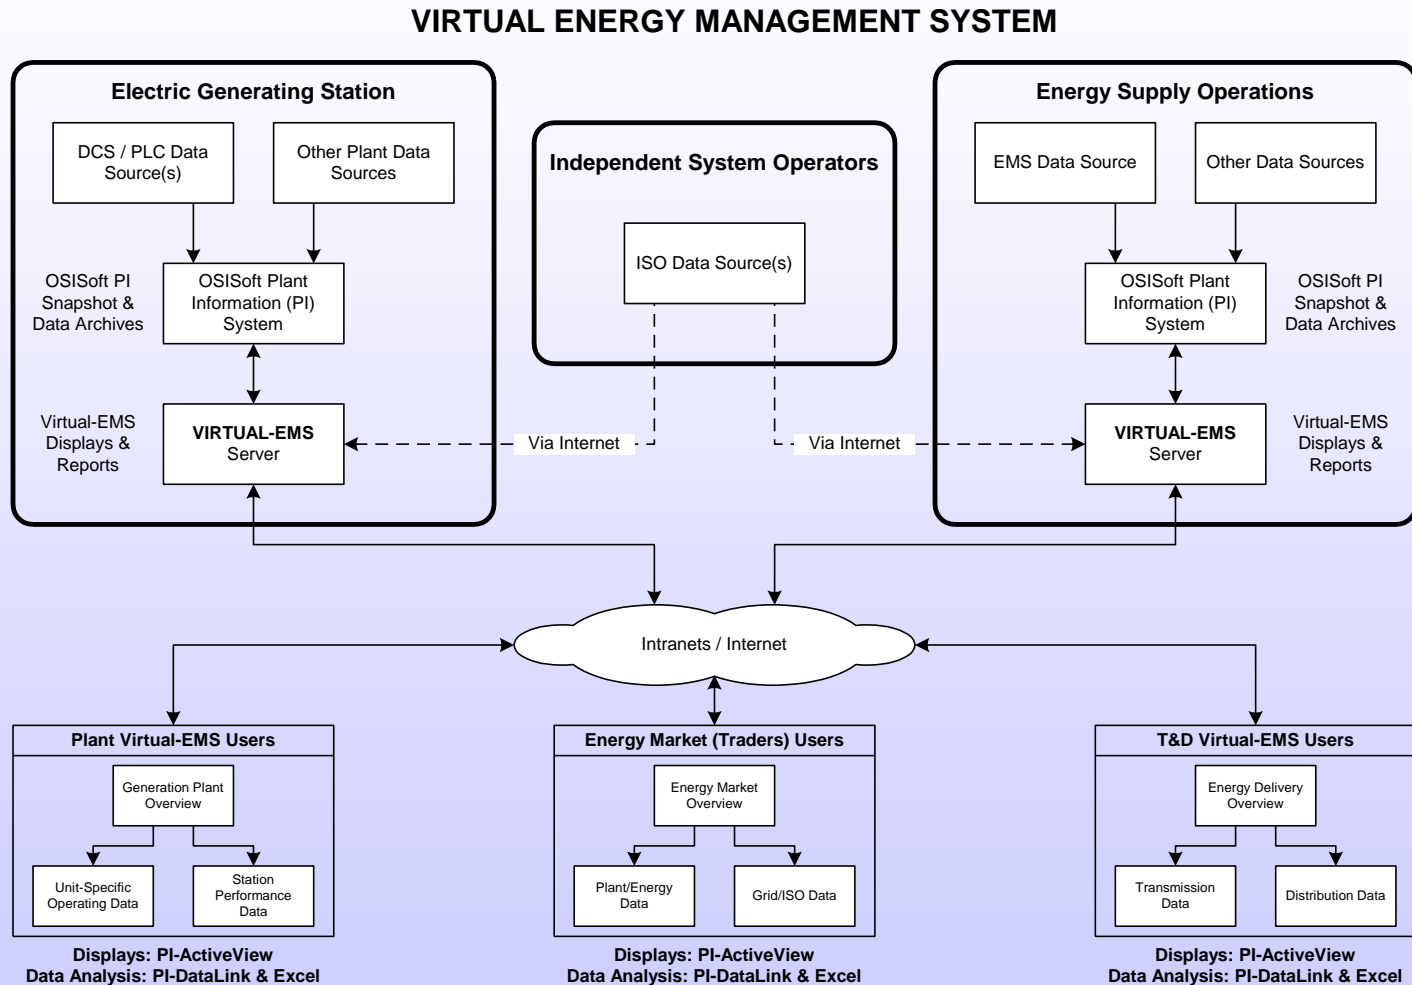 VIRTUAL ENERGY MANAGEMENT SYSTEM
Electric Generating Station
DCS / PLC Data
Source(s)
Other Plant Data
Sources
OSISoft PI
Snapshot &
Data Archives
OSISoft Plant
Information (PI)
System
Virtual-EMS
Displays &
Reports
VIRTUAL-EMS
Server
Independent System Operators
ISO Data Source(s)
Via Internet
Via Internet
Energy Supply Operations
EMS Data Source
Other Data Sources
OSISoft Plant
Information (PI)
System
OSISoft PI
Snapshot &
Data Archives
VIRTUAL-EMS
Server
Virtual-EMS
Displays &
Reports
Intranets / Internet
Plant Virtual-EMS Users
Generation Plant
Overview
Unit-Specific
Operating Data
Station
Performance
Data
Displays: PI-ActiveView
Data Analysis: PI-DataLink & Excel
Energy Market (Traders) Users
Energy Market
Overview
Plant/Energy
Data
Grid/ISO Data
Displays: PI-ActiveView
Data Analysis: PI-DataLink & Excel
T&D Virtual-EMS Users
Energy Delivery
Overview
Transmission
Data
Distribution Data
Displays: PI-ActiveView
Data Analysis: PI-DataLink & Excel